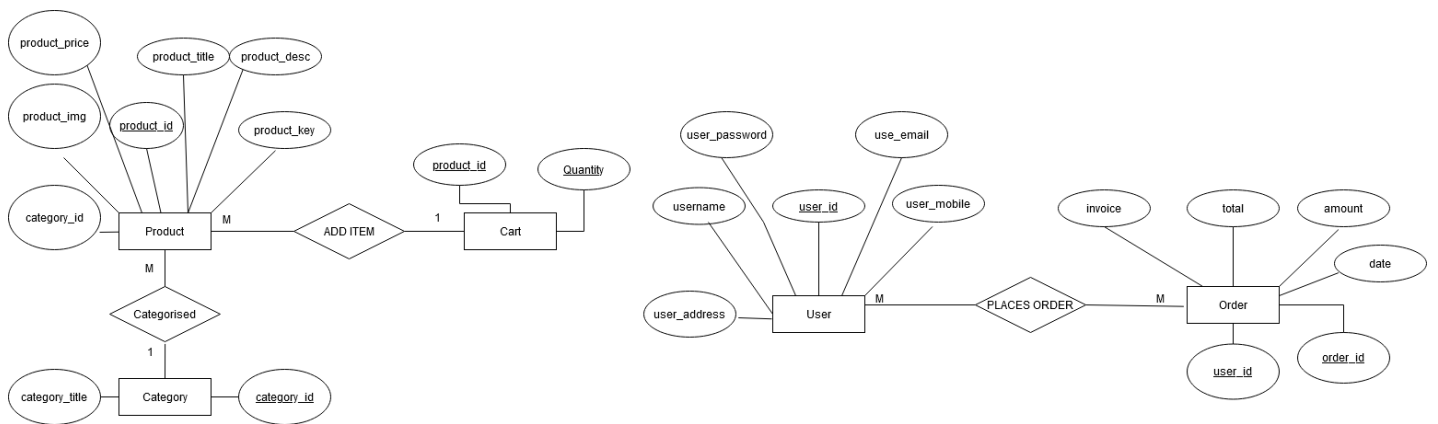 product_price
product_title
product_desc
product_img
product_id
product_key
category_id
Product
M
ADD ITEM
1
product_id
Quantity
Cart
M
Categorised
1
category_title
Category
category_id
user_password
use_email
username
user_id
user_mobile
user_address
User
M
PLACES ORDER
M
invoice
total
amount
date
Order
user_id
order_id